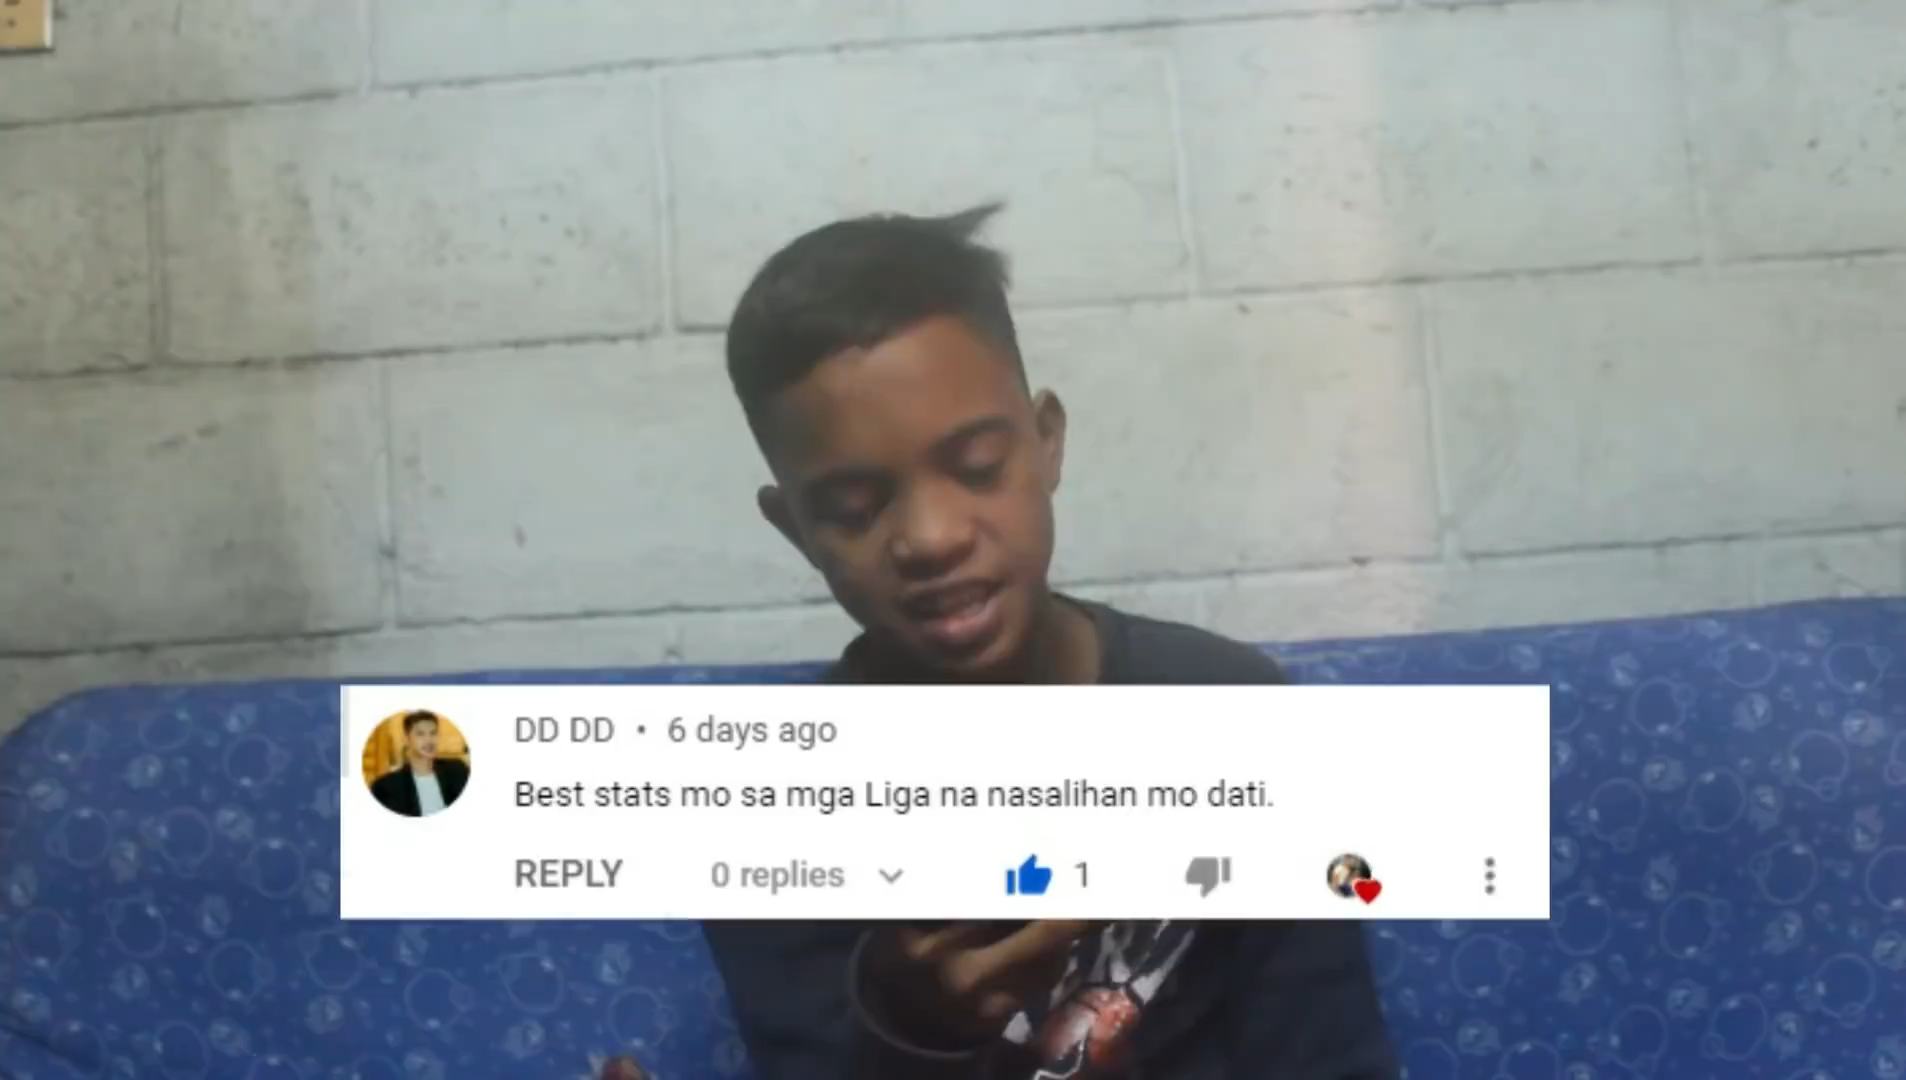 DD DD • 6 days ago
Best stats mo sa mga Liga na nasalihan mo dati.
REPLY 0 replies 1